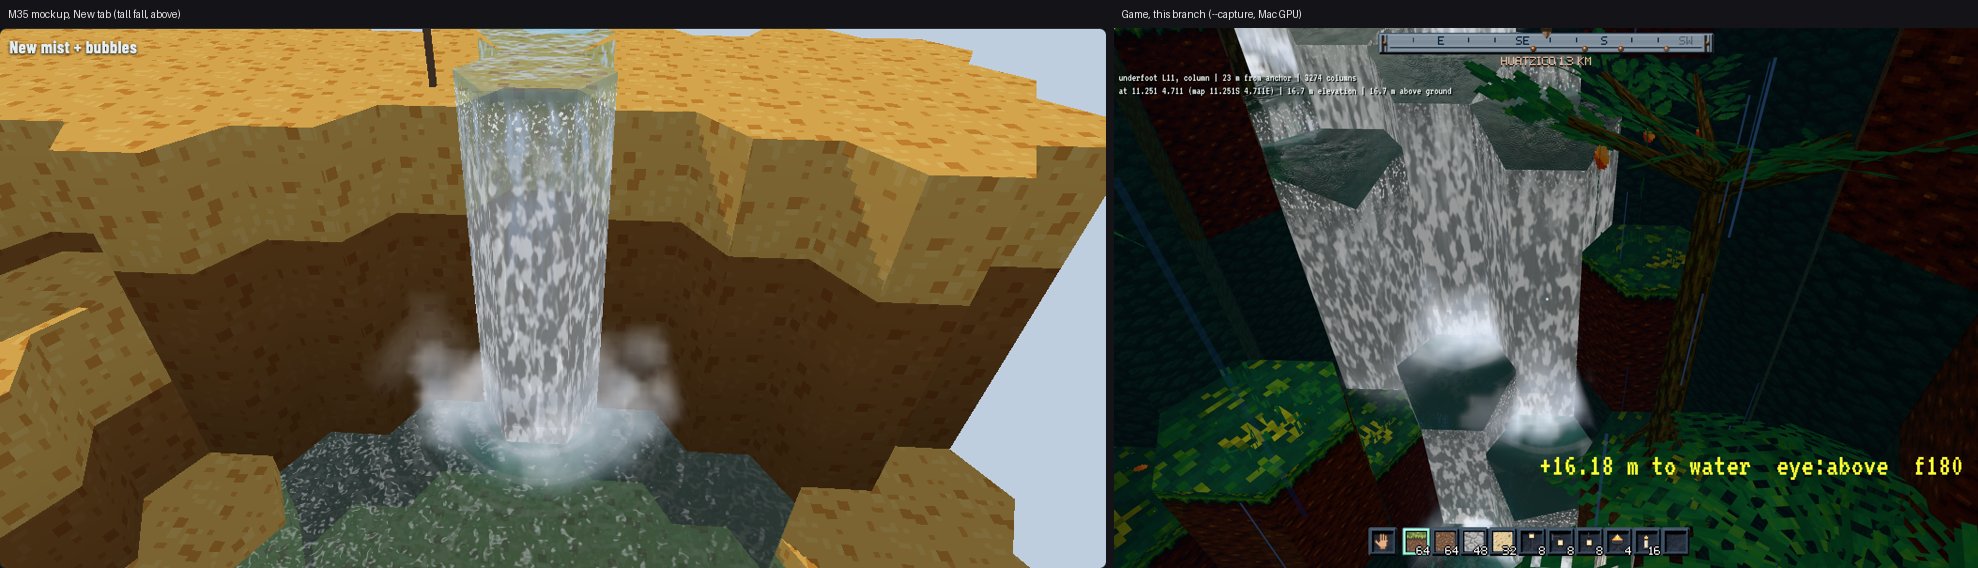 M35 mockup, New tab (tall fall, above)
New mist + bubbles
Game, this branch (--capture, Mac GPU)
E SE S SW
HUATZICO 1.3 KM
underfoot L11, column | 23 m from anchor | 3274 columns
at 11.251 4.711 (map 11.251S 4.711E) | 16.7 m elevation | 16.7 m above ground
+16.18 m to water eye:above f180
64 64 48 32 8 8 8 4 16